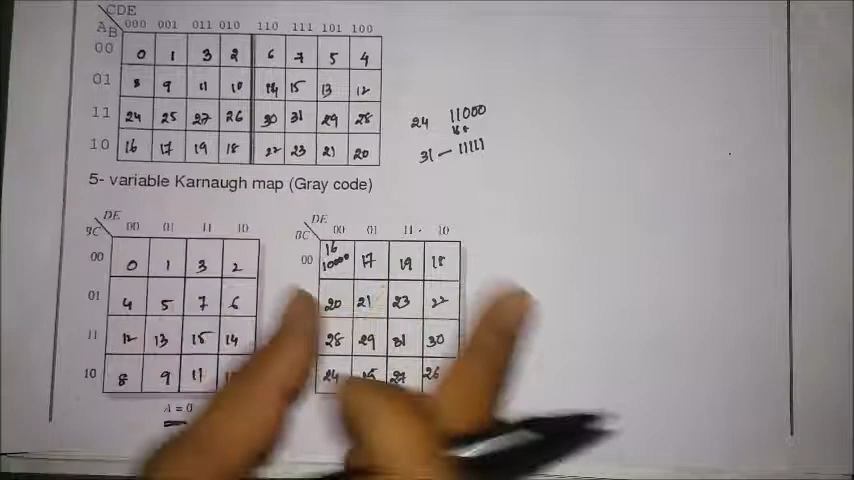 CDE
AB 000 001 011 010 110 111 101 100
00 0 1 3 2 6 7 5 4
01 8 9 11 10 14 15 13 12
11 24 25 27 26 30 31 29 28
10 16 17 19 18 22 23 21 20
24 11000
16 8
31 — 11111
5- variable Karnaugh map (Gray code)
DE
BC 00 01 11 10
00 0 1 3 2
01 4 5 7 6
11 12 13 15 14
10 8 9 11
A = 0
DE
BC 00 01 11 10
00 16 10000 17 19 18
20 21 23 22
28 29 31 30
24 27 26